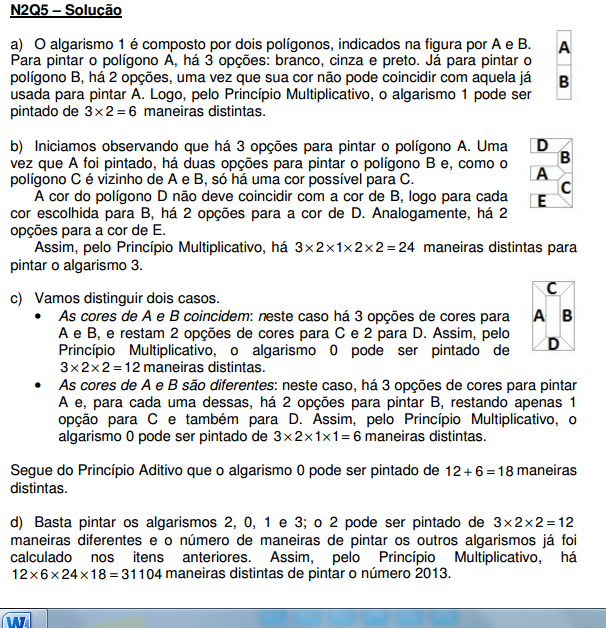 N2Q5 – Solução
a) O algarismo 1 é composto por dois polígonos, indicados na figura por A e B.
Para pintar o polígono A, há 3 opções: branco, cinza e preto. Já para pintar o
polígono B, há 2 opções, uma vez que sua cor não pode coincidir com aquela já
usada para pintar A. Logo, pelo Princípio Multiplicativo, o algarismo 1 pode ser
pintado de 3×2=6 maneiras distintas.
A
B
b) Iniciamos observando que há 3 opções para pintar o polígono A. Uma
vez que A foi pintado, há duas opções para pintar o polígono B e, como o
polígono C é vizinho de A e B, só há uma cor possível para C.
A cor do polígono D não deve coincidir com a cor de B, logo para cada
cor escolhida para B, há 2 opções para a cor de D. Analogamente, há 2
opções para a cor de E.
Assim, pelo Princípio Multiplicativo, há 3×2×1×2×2=24 maneiras distintas para
pintar o algarismo 3.
D
B
A
C
E
c) Vamos distinguir dois casos.
• As cores de A e B coincidem: neste caso há 3 opções de cores para
A e B, e restam 2 opções de cores para C e 2 para D. Assim, pelo
Princípio Multiplicativo, o algarismo 0 pode ser pintado de
3×2×2=12 maneiras distintas.
• As cores de A e B são diferentes: neste caso, há 3 opções de cores para pintar
A e, para cada uma dessas, há 2 opções para pintar B, restando apenas 1
opção para C e também para D. Assim, pelo Princípio Multiplicativo, o
algarismo 0 pode ser pintado de 3×2×1×1=6 maneiras distintas.
C
A B
D
Segue do Princípio Aditivo que o algarismo 0 pode ser pintado de 12+6=18 maneiras
distintas.
d) Basta pintar os algarismos 2, 0, 1 e 3; o 2 pode ser pintado de 3×2×2=12
maneiras diferentes e o número de maneiras de pintar os outros algarismos já foi
calculado nos itens anteriores. Assim, pelo Princípio Multiplicativo, há
12×6×24×18=31104 maneiras distintas de pintar o número 2013.
W